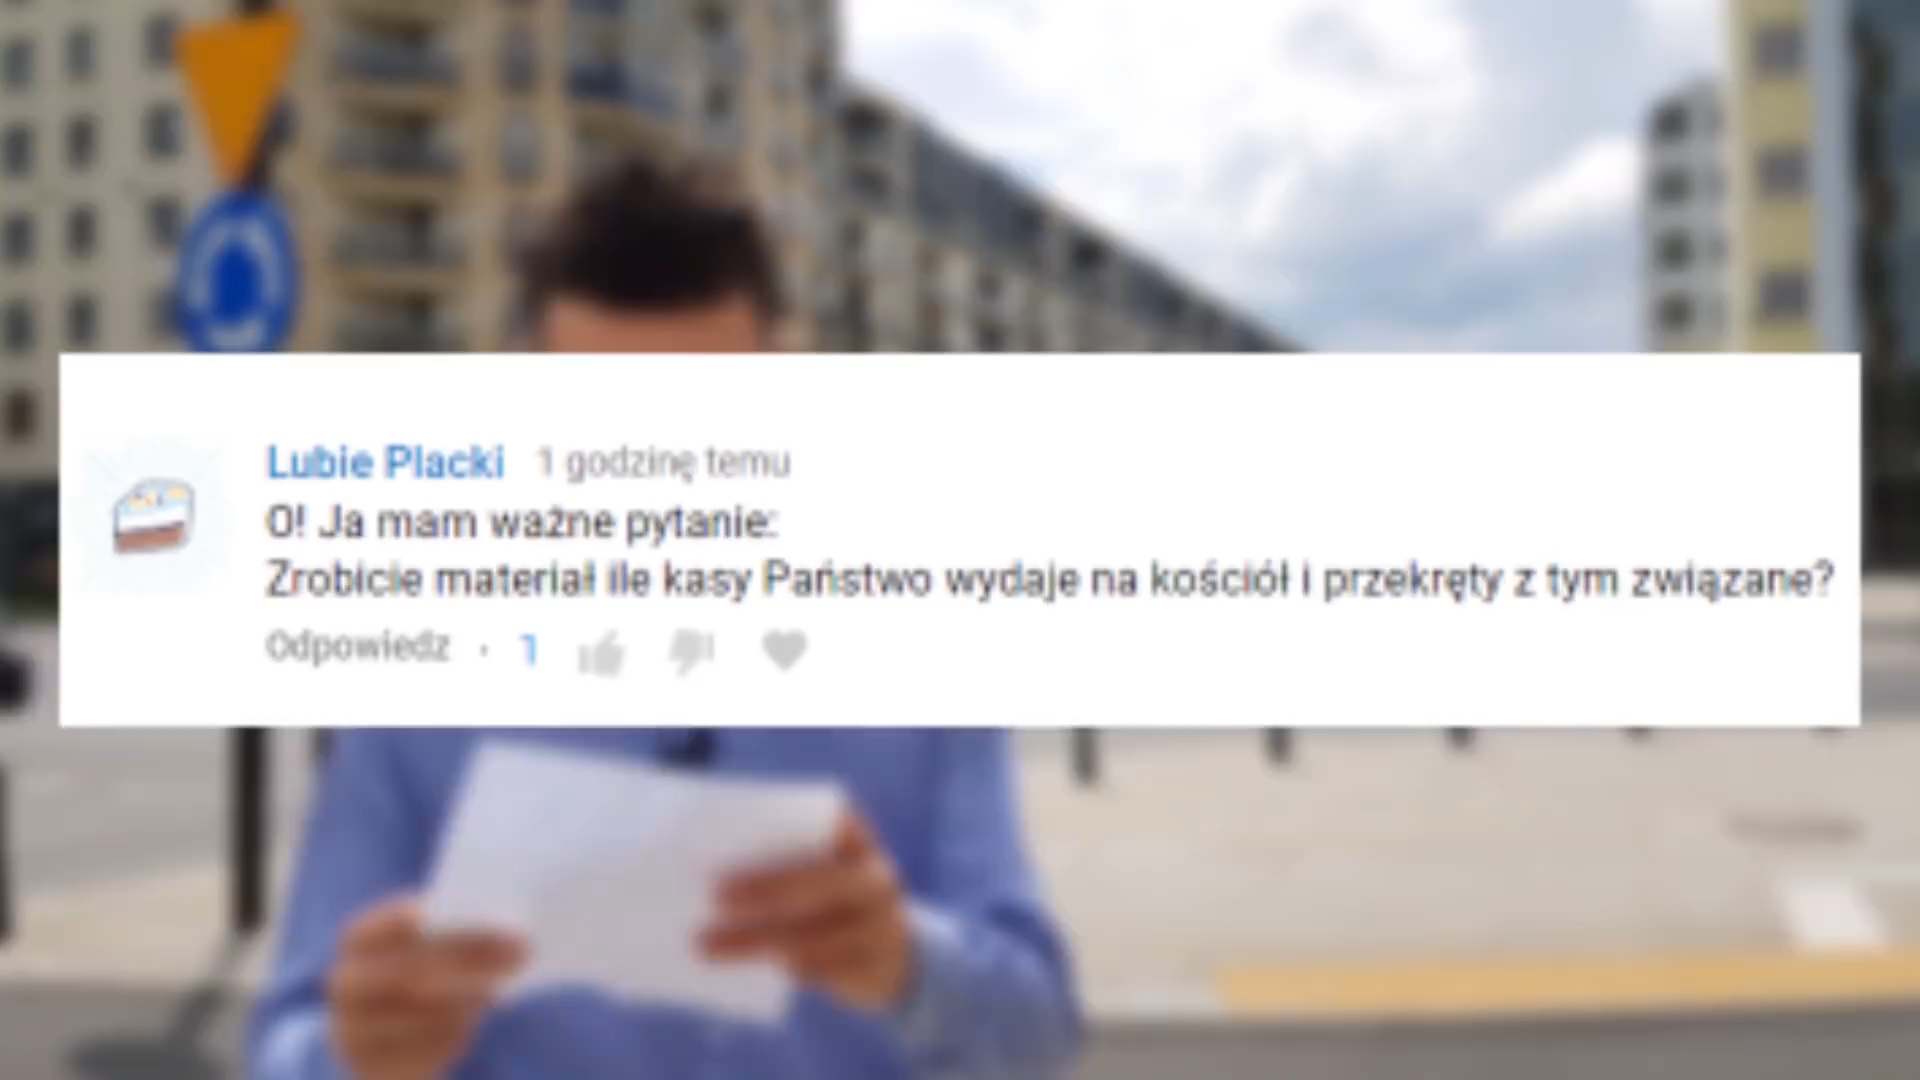 Lubie Placki 1 godzinę temu
O! Ja mam ważne pytanie:
Zrobicie materiał ile kasy Państwo wydaje na kościół i przekręty z tym związane?
Odpowiedz · 1